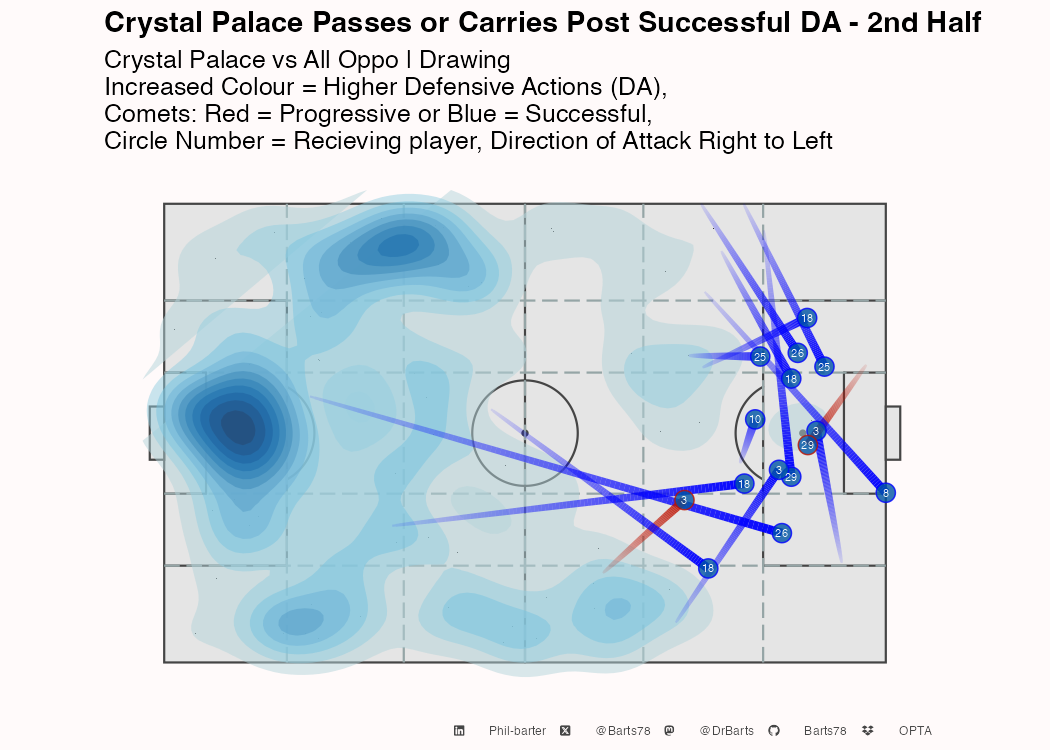 Crystal Palace Passes or Carries Post Successful DA - 2nd Half
Crystal Palace vs All Oppo | Drawing
Increased Colour = Higher Defensive Actions (DA),
Comets: Red = Progressive or Blue = Successful,
Circle Number = Recieving player, Direction of Attack Right to Left
18
26
25
25
18
10
3
29
3
29
18
8
3
26
18
Phil-barter @Barts78 @DrBarts Barts78 OPTA